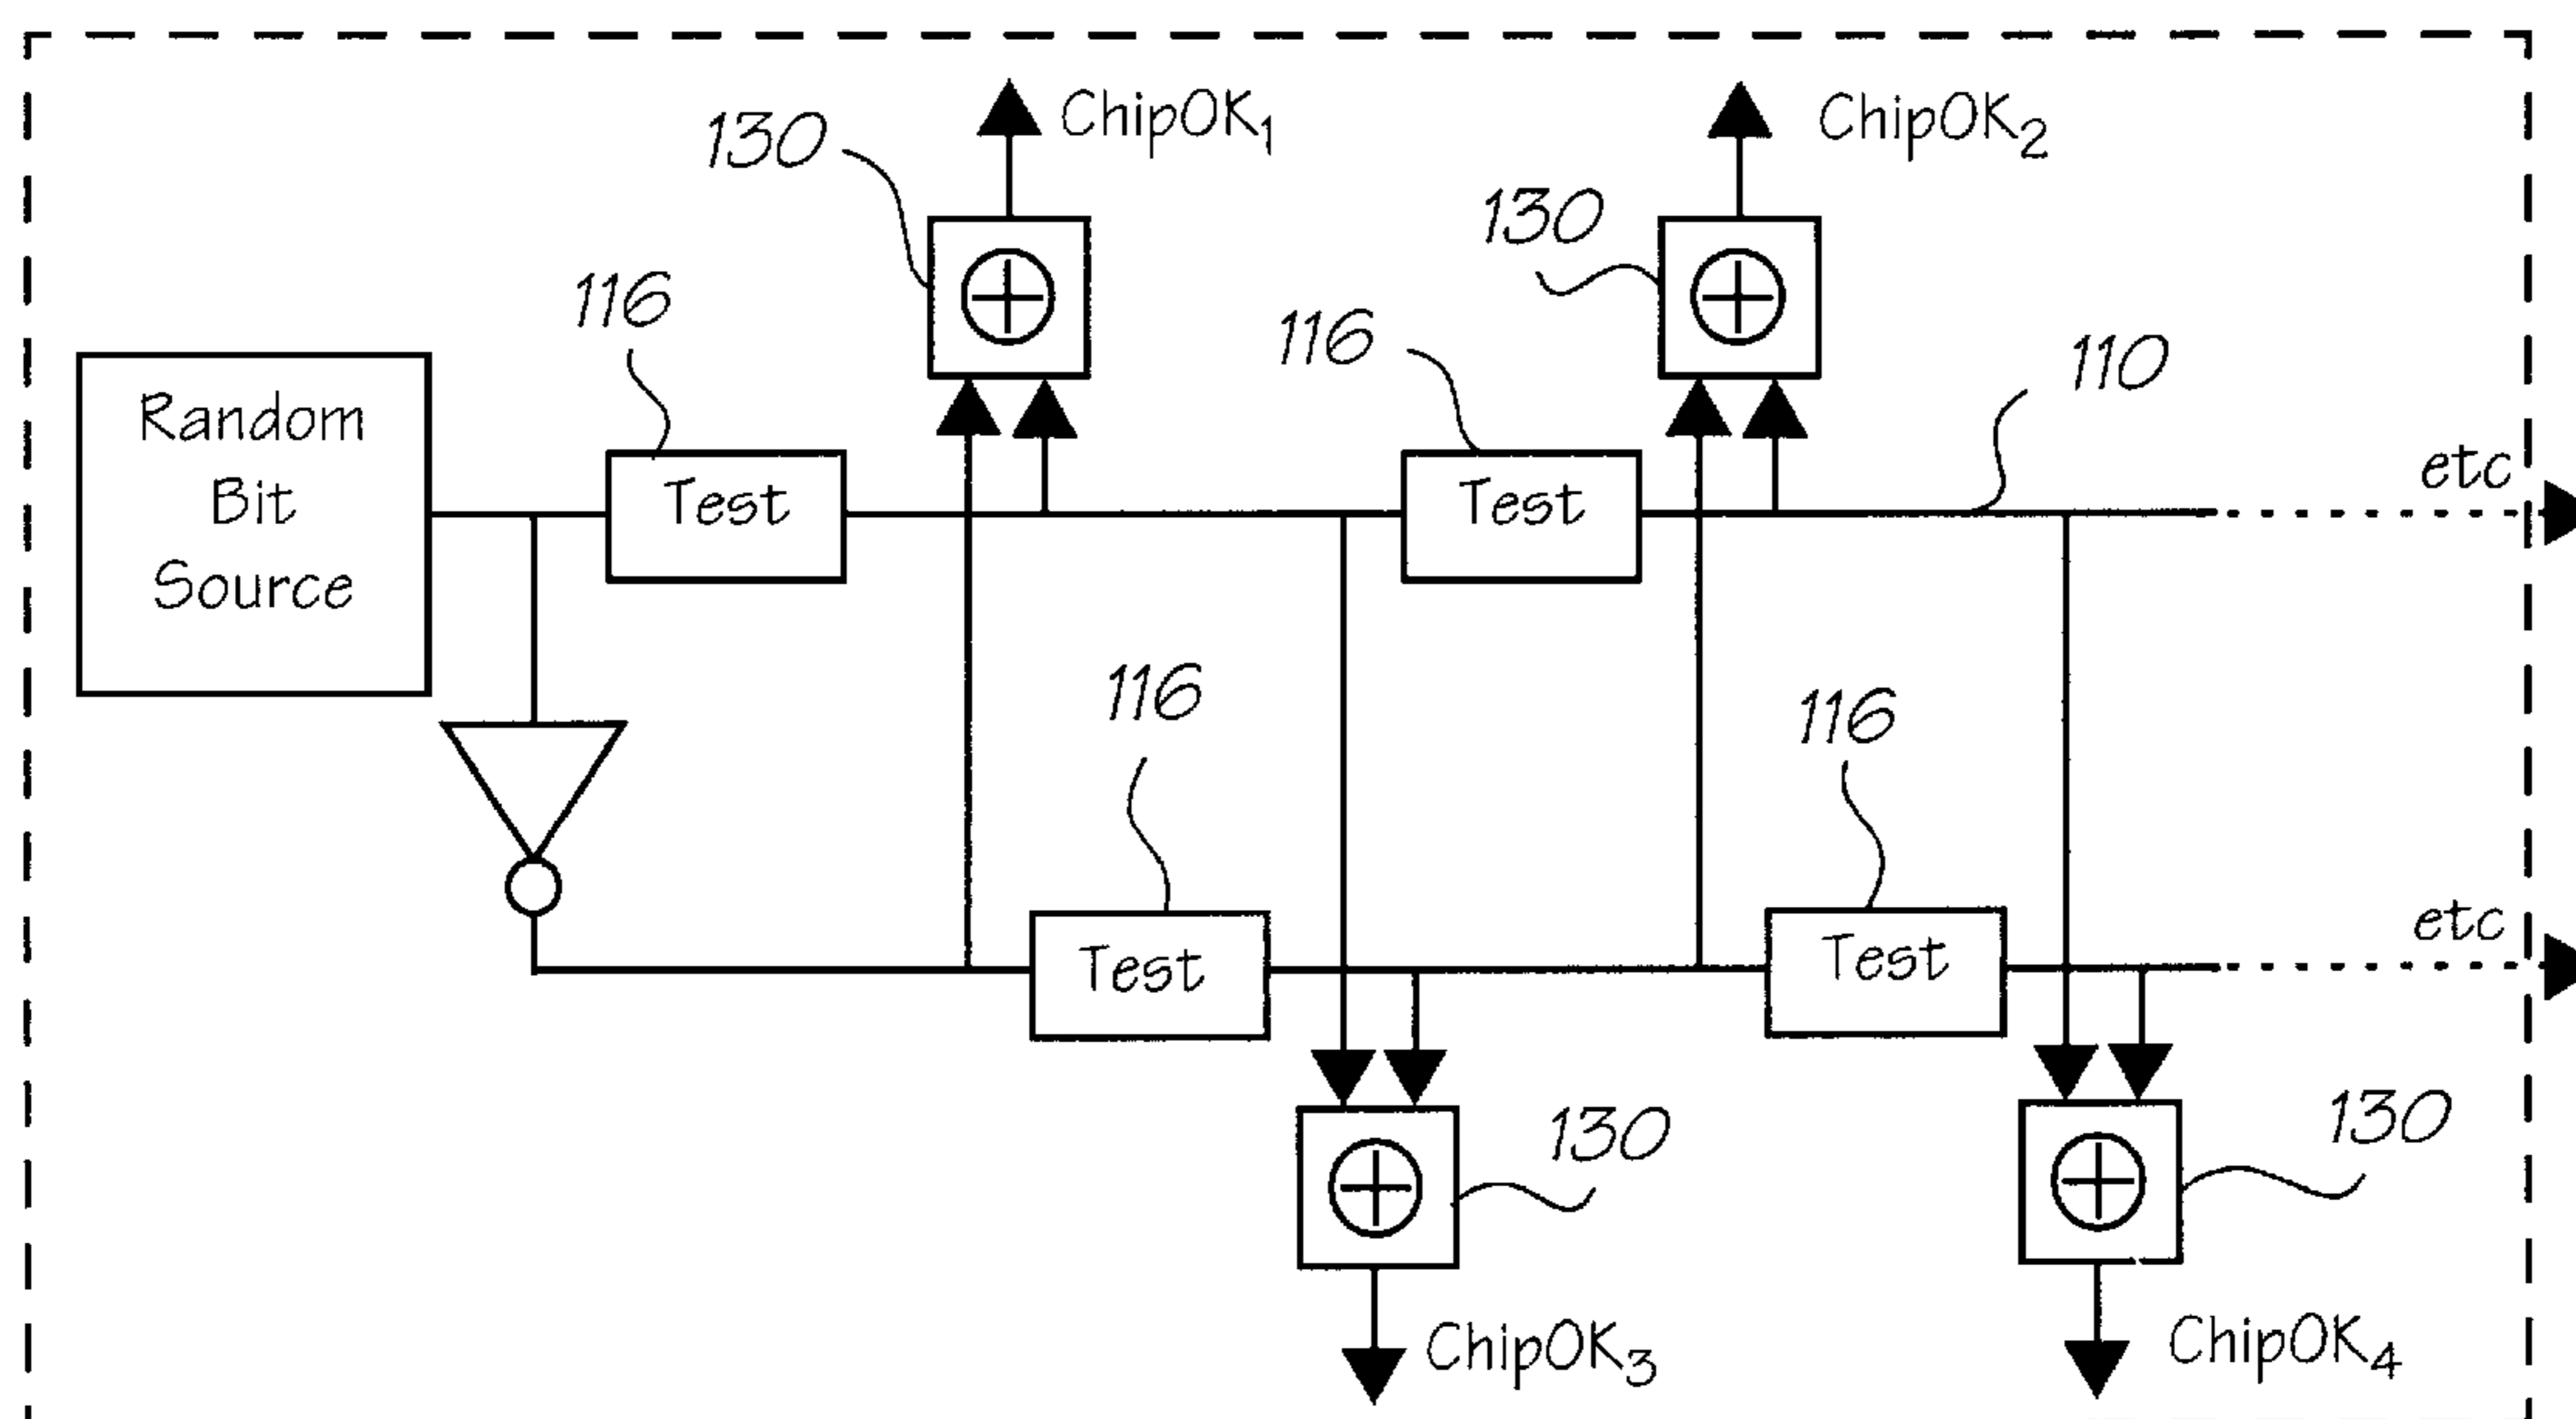 ChipOK₁
ChipOK₂
130
130
116
116
110
Random
Bit
Source
Test
Test
etc
116
116
etc
Test
Test
130
130
ChipOK₃
ChipOK₄